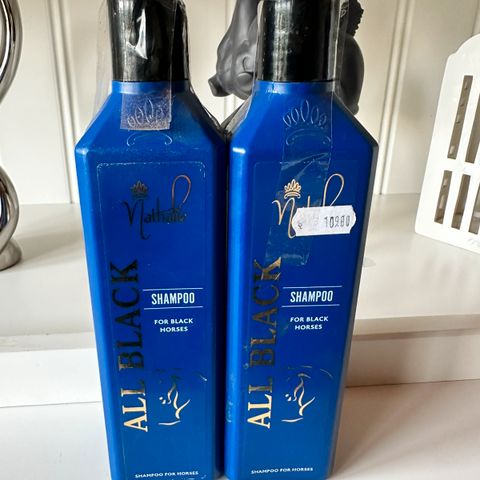 Nathalie
ALL BLACK
SHAMPOO
FOR BLACK
HORSES
SHAMPOO FOR HORSES
ALL BLACK
SHAMPOO
FOR BLACK
HORSES
SHAMPOO FOR HORSES